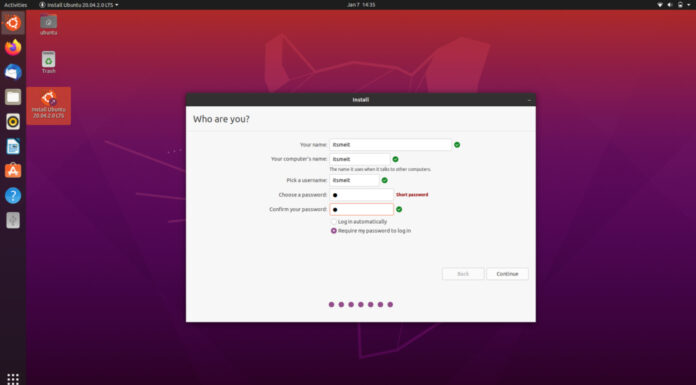 Activities
Install Ubuntu 20.04.2.0 LTS
Jan 7 14:35
ubuntu
Trash
Install Ubuntu
20.04.2.0 LTS
Install
Who are you?
Your name: itsmeit
Your computer's name: itsmeit
The name it uses when it talks to other computers.
Pick a username: itsmeit
Choose a password: ● Short password
Confirm your password: ●
Log in automatically
Require my password to log in
Back
Continue